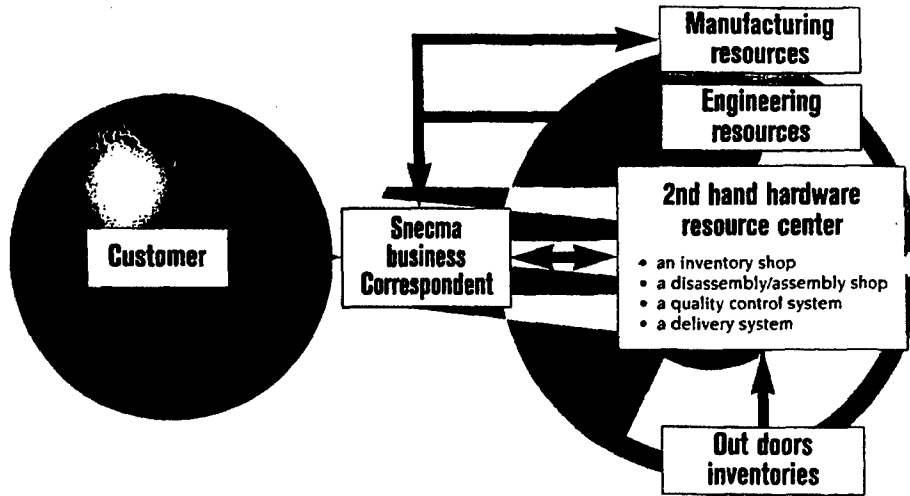 Manufacturing
resources
Engineering
resources
2nd hand hardware
resource center
• an inventory shop
• a disassembly/assembly shop
• a quality control system
• a delivery system
Customer
Snecma
business
Correspondent
Out doors
inventories